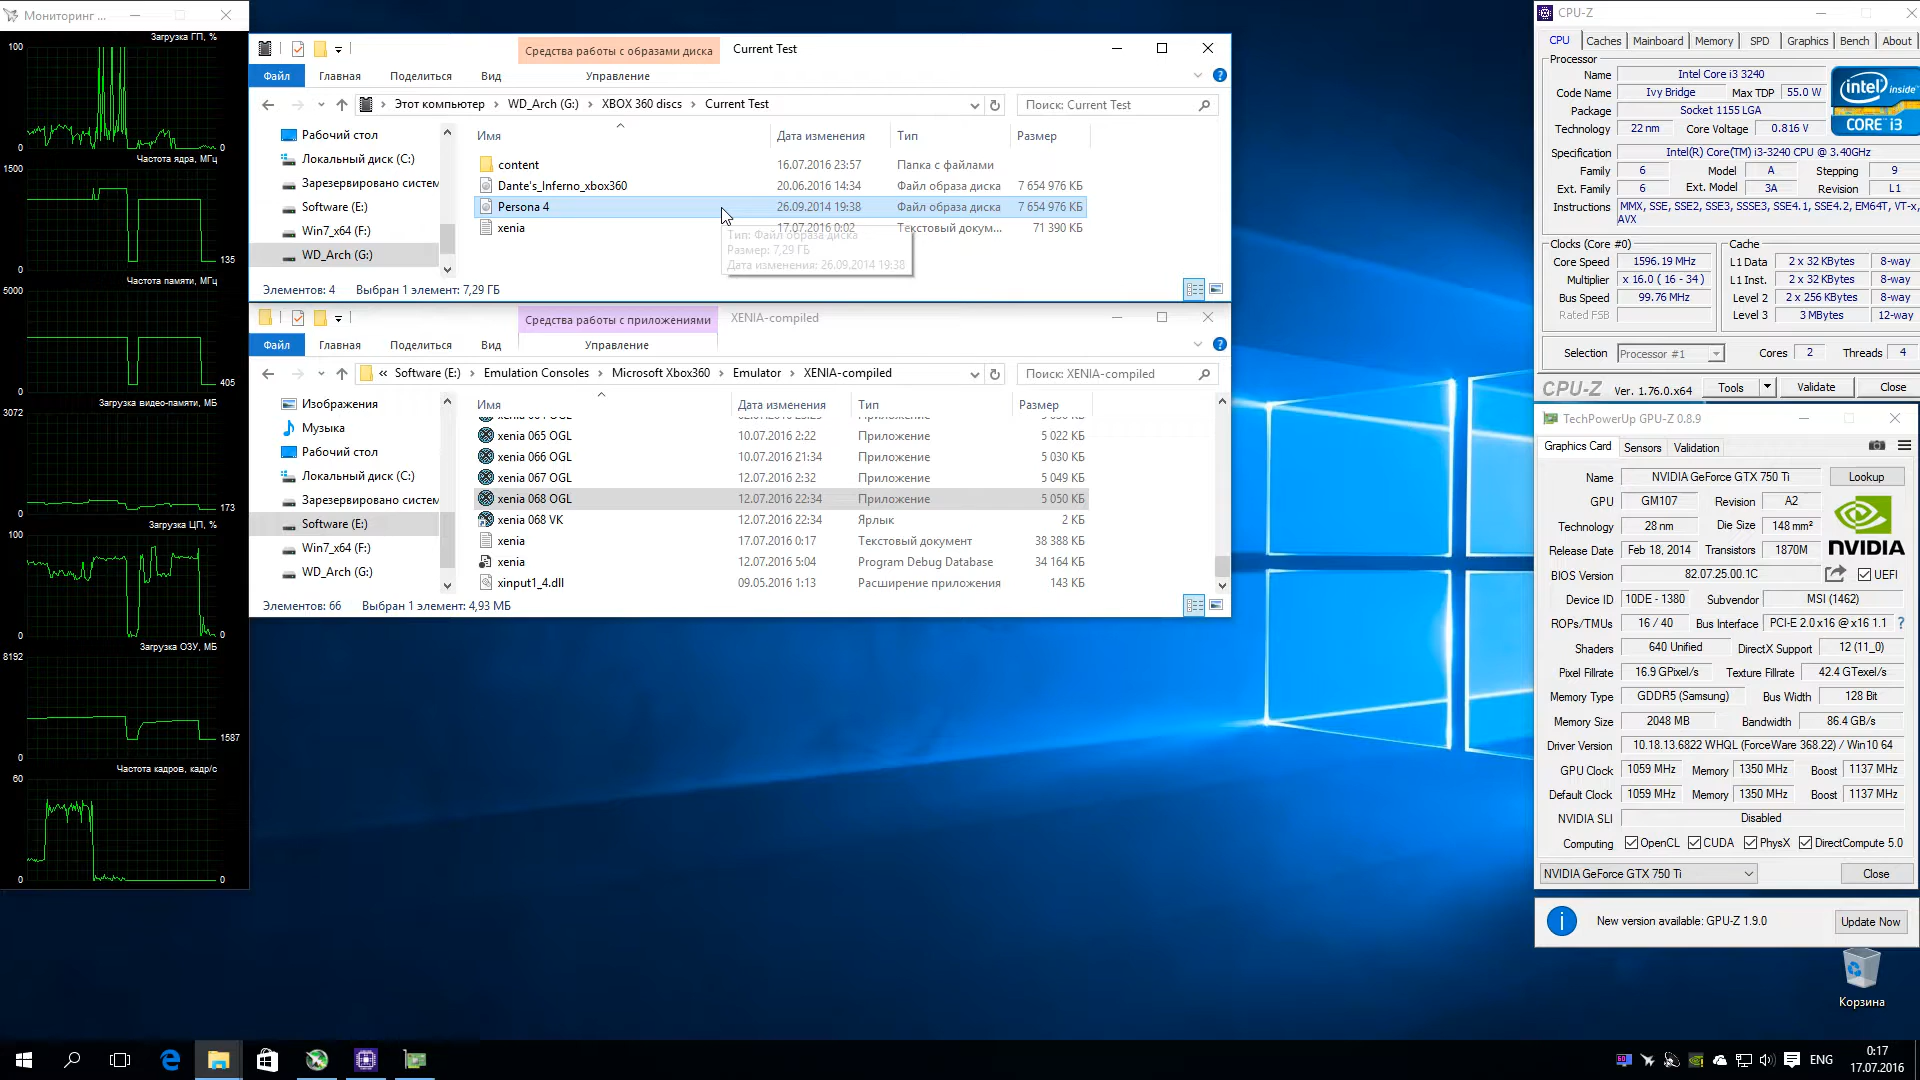 Мониторинг ...
Загрузка ГП, %
100
0
0
Частота ядра, МГц
1500
0
135
Частота памяти, МГц
5000
0
405
Загрузка видео-памяти, МБ
3072
0
173
Загрузка ЦП, %
100
0
0
Загрузка ОЗУ, МБ
8192
0
1587
Частота кадров, кадр/с
60
0
0
Средства работы с образами диска
Current Test
Файл
Главная
Поделиться
Вид
Управление
Этот компьютер > WD_Arch (G:) > XBOX 360 discs > Current Test
Поиск: Current Test
Рабочий стол
Локальный диск (C:)
Зарезервировано систем
Software (E:)
Win7_x64 (F:)
WD_Arch (G:)
Имя Дата изменения Тип Размер
content 16.07.2016 23:57 Папка с файлами
Dante's_Inferno_xbox360 20.06.2016 14:34 Файл образа диска 7 654 976 КБ
Persona 4 26.09.2014 19:38 Файл образа диска 7 654 976 КБ
xenia 17.07.2016 0:02 Текстовый докум... 71 390 КБ
Тип: Файл образа диска
Размер: 7,29 ГБ
Дата изменения: 26.09.2014 19:38
Элементов: 4 Выбран 1 элемент: 7,29 ГБ
Средства работы с приложениями
XENIA-compiled
Файл
Главная
Поделиться
Вид
Управление
« Software (E:) > Emulation Consoles > Microsoft Xbox360 > Emulator > XENIA-compiled
Поиск: XENIA-compiled
Изображения
Музыка
Рабочий стол
Локальный диск (C:)
Зарезервировано систем
Software (E:)
Win7_x64 (F:)
WD_Arch (G:)
Имя Дата изменения Тип Размер
xenia 065 OGL 10.07.2016 2:22 Приложение 5 022 КБ
xenia 066 OGL 10.07.2016 21:34 Приложение 5 030 КБ
xenia 067 OGL 12.07.2016 2:32 Приложение 5 049 КБ
xenia 068 OGL 12.07.2016 22:34 Приложение 5 050 КБ
xenia 068 VK 12.07.2016 22:34 Ярлык 2 КБ
xenia 17.07.2016 0:17 Текстовый документ 38 388 КБ
xenia 12.07.2016 5:04 Program Debug Database 34 164 КБ
xinput1_4.dll 09.05.2016 1:13 Расширение приложения 143 КБ
Элементов: 66 Выбран 1 элемент: 4,93 МБ
CPU-Z
CPU Caches Mainboard Memory SPD Graphics Bench About
Processor
Name Intel Core i3 3240
Code Name Ivy Bridge Max TDP 55.0 W
Package Socket 1155 LGA
Technology 22 nm Core Voltage 0.816 V
intel inside
CORE i3
Specification Intel(R) Core(TM) i3-3240 CPU @ 3.40GHz
Family 6 Model A Stepping 9
Ext. Family 6 Ext. Model 3A Revision L1
Instructions MMX, SSE, SSE2, SSE3, SSSE3, SSE4.1, SSE4.2, EM64T, VT-x,
AVX
Clocks (Core #0)
Core Speed 1596.19 MHz
Multiplier x 16.0 ( 16 - 34 )
Bus Speed 99.76 MHz
Rated FSB
Cache
L1 Data 2 x 32 KBytes 8-way
L1 Inst. 2 x 32 KBytes 8-way
Level 2 2 x 256 KBytes 8-way
Level 3 3 MBytes 12-way
Selection Processor #1 Cores 2 Threads 4
CPU-Z Ver. 1.76.0.x64 Tools Validate Close
TechPowerUp GPU-Z 0.8.9
Graphics Card Sensors Validation
Name NVIDIA GeForce GTX 750 Ti Lookup
GPU GM107 Revision A2
Technology 28 nm Die Size 148 mm²
Release Date Feb 18, 2014 Transistors 1870M
NVIDIA
BIOS Version 82.07.25.00.1C UEFI
Device ID 10DE - 1380 Subvendor MSI (1462)
ROPs/TMUs 16 / 40 Bus Interface PCI-E 2.0 x16 @ x16 1.1 ?
Shaders 640 Unified DirectX Support 12 (11_0)
Pixel Fillrate 16.9 GPixel/s Texture Fillrate 42.4 GTexel/s
Memory Type GDDR5 (Samsung) Bus Width 128 Bit
Memory Size 2048 MB Bandwidth 86.4 GB/s
Driver Version 10.18.13.6822 WHQL (ForceWare 368.22) / Win10 64
GPU Clock 1059 MHz Memory 1350 MHz Boost 1137 MHz
Default Clock 1059 MHz Memory 1350 MHz Boost 1137 MHz
NVIDIA SLI Disabled
Computing OpenCL CUDA PhysX DirectCompute 5.0
NVIDIA GeForce GTX 750 Ti Close
New version available: GPU-Z 1.9.0 Update Now
Корзина
ENG
0:17
17.07.2016